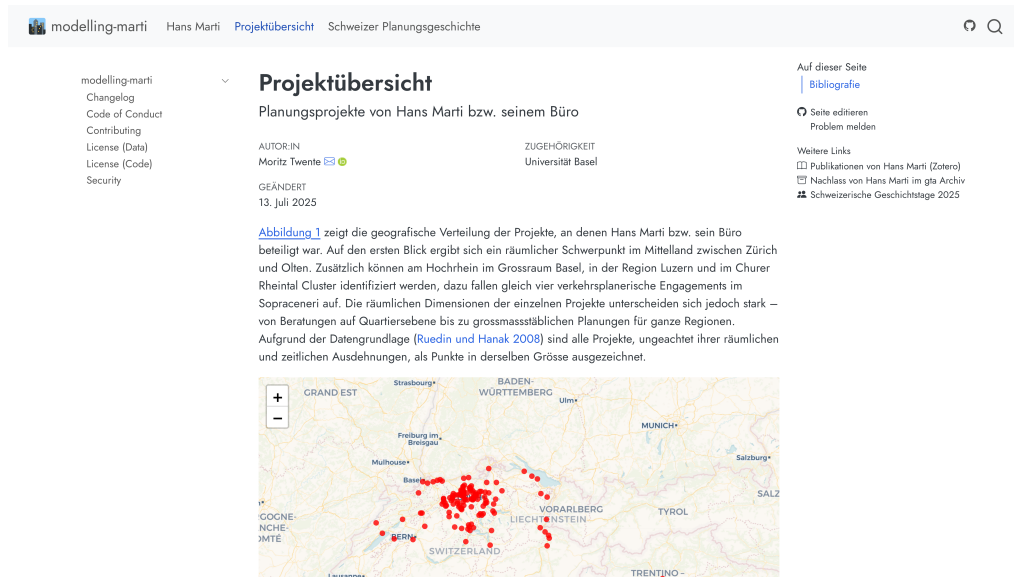 modelling-marti
Hans Marti
Projektübersicht
Schweizer Planungsgeschichte
modelling-marti
Changelog
Code of Conduct
Contributing
License (Data)
License (Code)
Security
Projektübersicht
Planungsprojekte von Hans Marti bzw. seinem Büro
AUTOR:IN
Moritz Twente
ZUGEHÖRIGKEIT
Universität Basel
GEÄNDERT
13. Juli 2025
Abbildung 1 zeigt die geografische Verteilung der Projekte, an denen Hans Marti bzw. sein Büro
beteiligt war. Auf den ersten Blick ergibt sich ein räumlicher Schwerpunkt im Mittelland zwischen Zürich
und Olten. Zusätzlich können am Hochrhein im Grossraum Basel, in der Region Luzern und im Churer
Rheintal Cluster identifiziert werden, dazu fallen gleich vier verkehrsplanerische Engagements im
Sopraceneri auf. Die räumlichen Dimensionen der einzelnen Projekte unterscheiden sich jedoch stark –
von Beratungen auf Quartiersebene bis zu grossmassstäblichen Planungen für ganze Regionen.
Aufgrund der Datengrundlage (Ruedin und Hanak 2008) sind alle Projekte, ungeachtet ihrer räumlichen
und zeitlichen Ausdehnungen, als Punkte in derselben Grösse ausgezeichnet.
+
−
Strasbourg
GRAND EST
BADEN-
WÜRTTEMBERG
Ulm
MUNICH
Freiburg im
Breisgau
Salzburg
Mulhouse
Basel
SALZ
VORARLBERG
LIECHTENSTEIN
TYROL
GOGNE-
NCHE-
OMTÉ
BERN
SWITZERLAND
Lausanne
TRENTINO –
Auf dieser Seite
Bibliografie
Seite editieren
Problem melden
Weitere Links
Publikationen von Hans Marti (Zotero)
Nachlass von Hans Marti im gta Archiv
Schweizerische Geschichtstage 2025